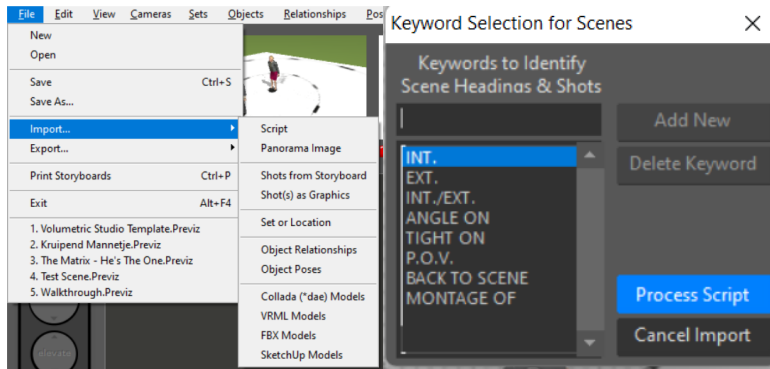 File Edit View Cameras Sets Objects Relationships Pos
New
Open
Save Ctrl+S
Save As...
Import...
Export...
Print Storyboards Ctrl+P
Exit Alt+F4
1. Volumetric Studio Template.Previz
2. Kruipend Mannetje.Previz
3. The Matrix - He's The One.Previz
4. Test Scene.Previz
5. Walkthrough.Previz
elevate
Script
Panorama Image
Shots from Storyboard
Shot(s) as Graphics
Set or Location
Object Relationships
Object Poses
Collada (*dae) Models
VRML Models
FBX Models
SketchUp Models
Keyword Selection for Scenes
Keywords to Identify
Scene Headings & Shots
Add New
Delete Keyword
INT.
EXT.
INT./EXT.
ANGLE ON
TIGHT ON
P.O.V.
BACK TO SCENE
MONTAGE OF
Process Script
Cancel Import